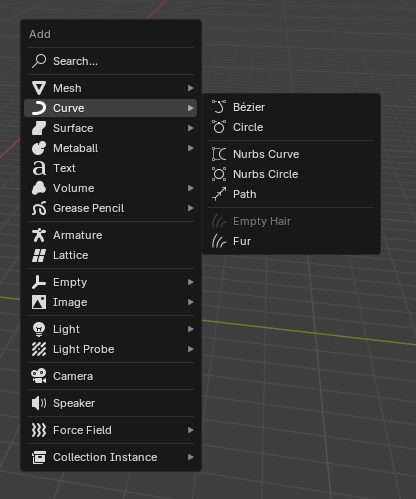 Add
Search...
Mesh
Curve
Surface
Metaball
Text
Volume
Grease Pencil
Armature
Lattice
Empty
Image
Light
Light Probe
Camera
Speaker
Force Field
Collection Instance
Bézier
Circle
Nurbs Curve
Nurbs Circle
Path
Empty Hair
Fur